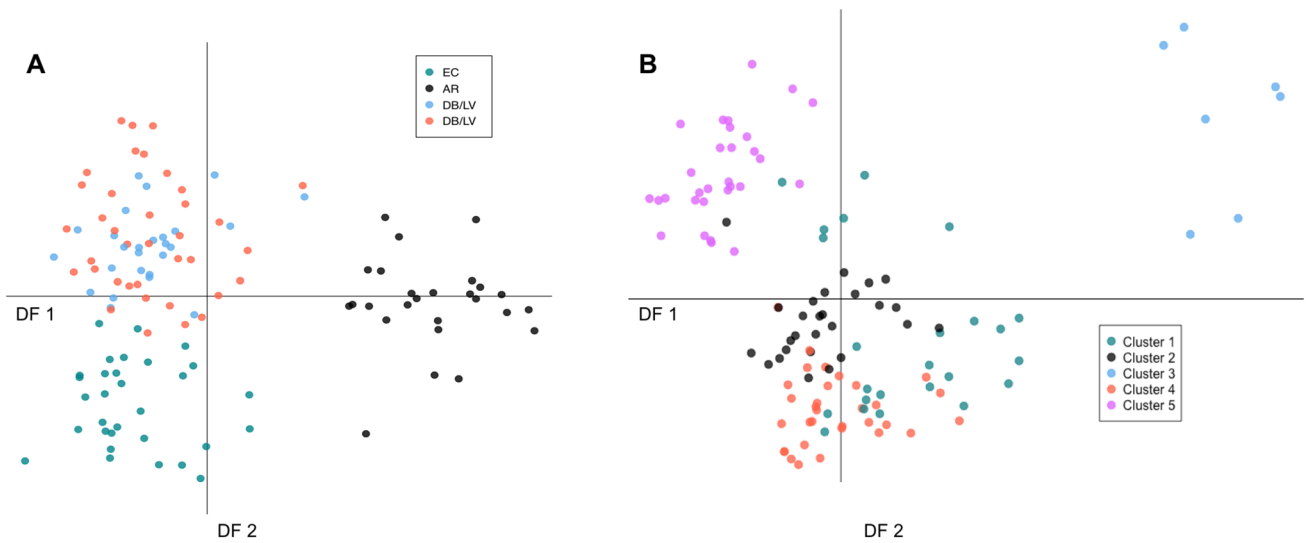 A
EC
AR
DB/LV
DB/LV
DF 1
DF 2
B
DF 1
Cluster 1
Cluster 2
Cluster 3
Cluster 4
Cluster 5
DF 2